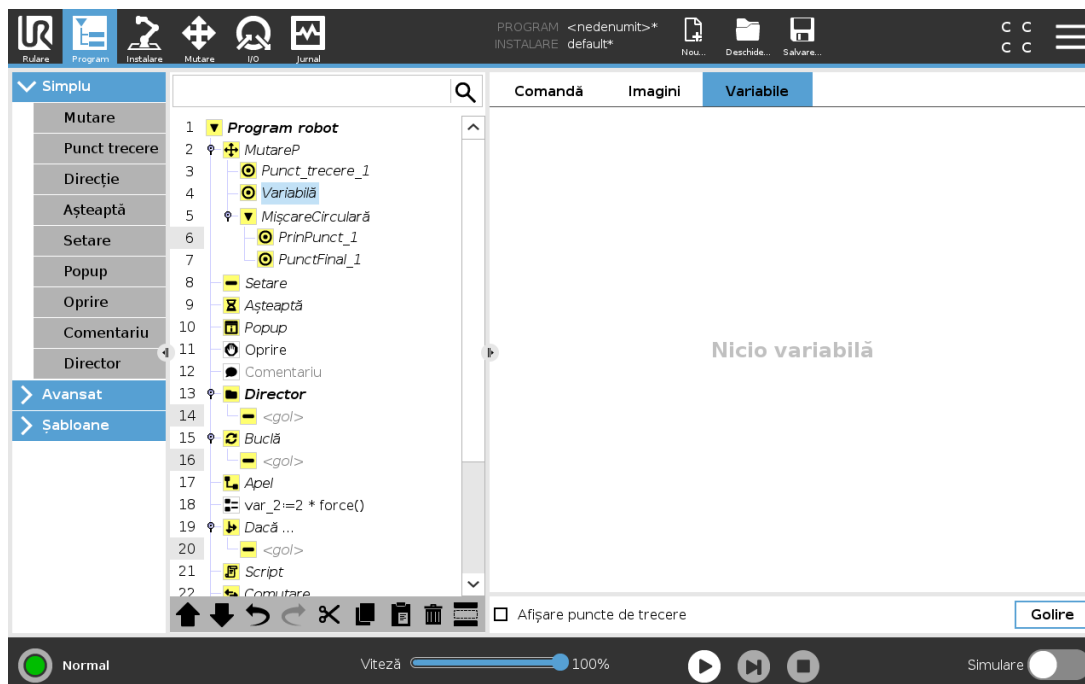 PROGRAM <nedenumit>*
INSTALARE default*
UR
Rulare
Program
Instalare
Mutare
I/O
Jurnal
Nou...
Deschide...
Salvare...
C C
C C
Simplu
Mutare
Punct trecere
Direcție
Așteaptă
Setare
Popup
Oprire
Comentariu
Director
Avansat
Șabloane
1 Program robot
2 MutareP
3 Punct_trecere_1
4 Variabilă
5 MișcareCirculară
6 PrinPunct_1
7 PunctFinal_1
8 Setare
9 Așteaptă
10 Popup
11 Oprire
12 Comentariu
13 Director
14 <gol>
15 Buclă
16 <gol>
17 Apel
18 var_2:=2 * force()
19 Dacă ...
20 <gol>
21 Script
22 Comutare
Comandă Imagini Variabile
Nicio variabilă
Afișare puncte de trecere
Golire
Normal
Viteză 100%
Simulare